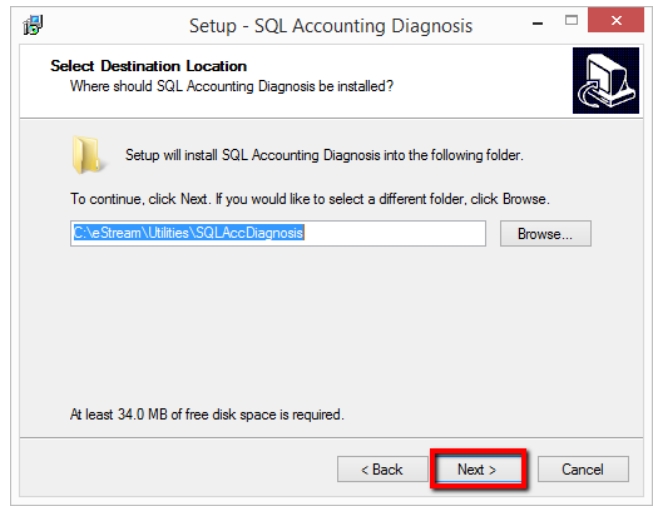 Setup - SQL Accounting Diagnosis
Select Destination Location
Where should SQL Accounting Diagnosis be installed?
Setup will install SQL Accounting Diagnosis into the following folder.
To continue, click Next. If you would like to select a different folder, click Browse.
C:\eStream\Utilities\SQLAccDiagnosis
Browse...
At least 34.0 MB of free disk space is required.
< Back
Next >
Cancel